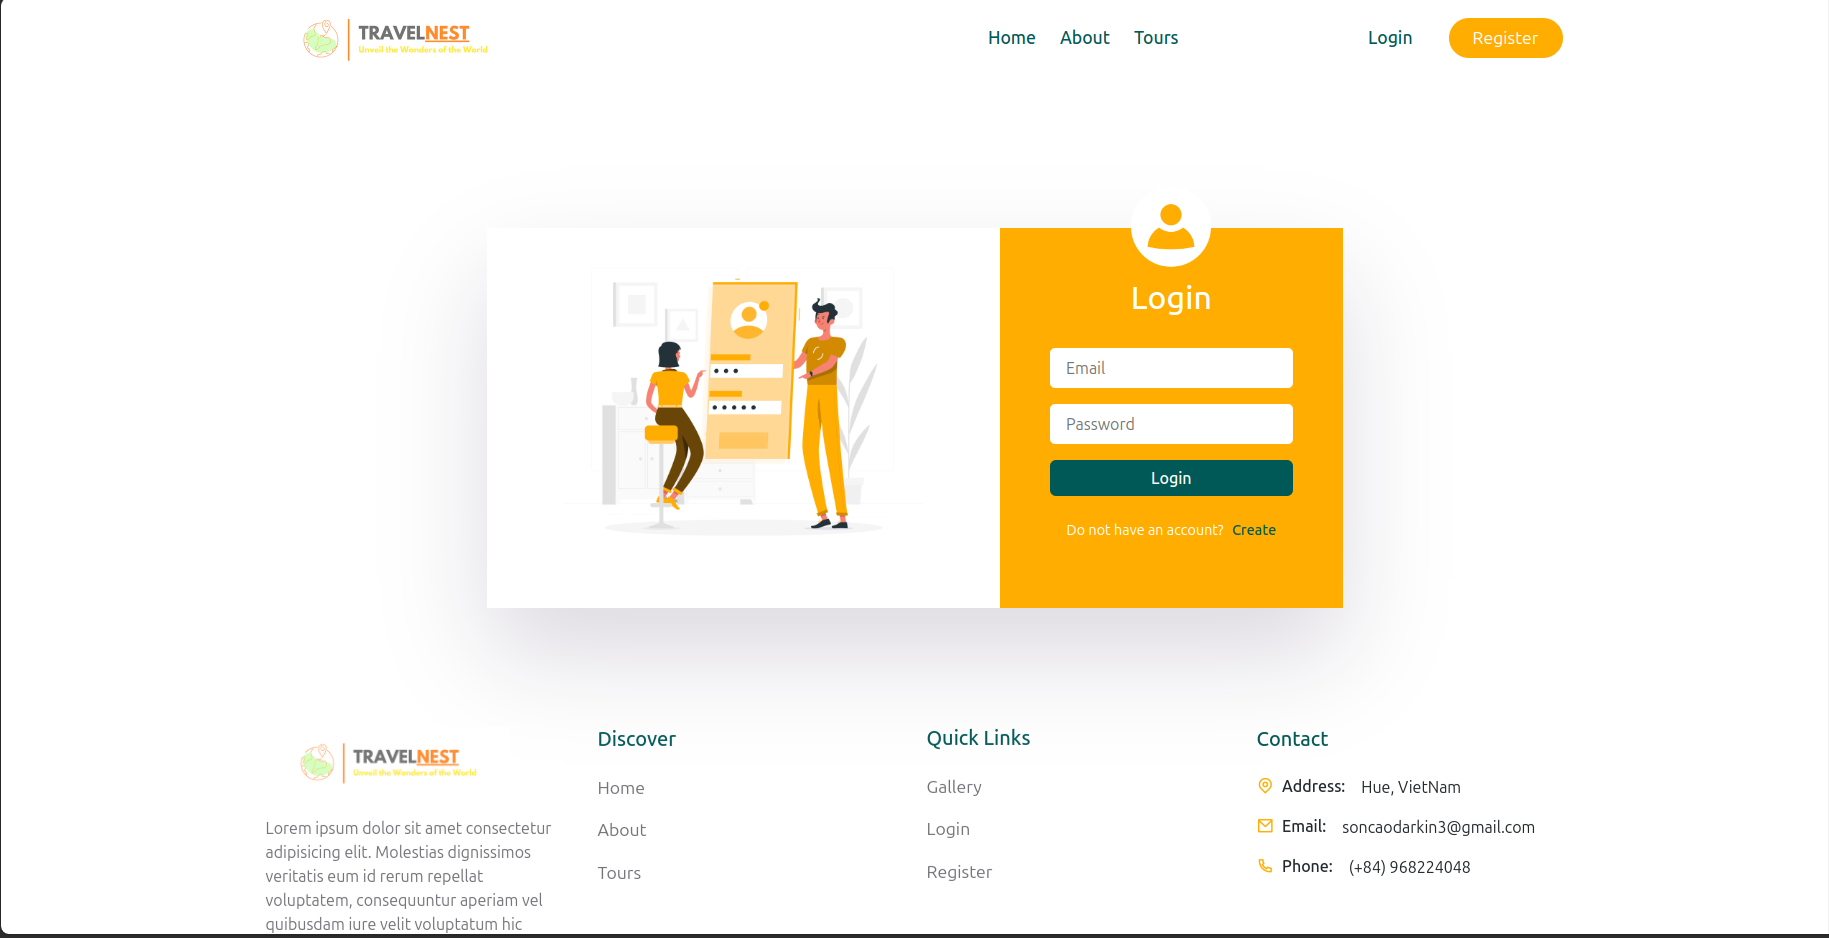 TRAVELNEST
Unveil the Wonders of the World
Home About Tours
Login
Register
Login
Email
Password
Login
Do not have an account? Create
TRAVELNEST
Unveil the Wonders of the World
Lorem ipsum dolor sit amet consectetur
adipisicing elit. Molestias dignissimos
veritatis eum id rerum repellat
voluptatem, consequuntur aperiam vel
quibusdam iure velit voluptatum hic
Discover
Home
About
Tours
Quick Links
Gallery
Login
Register
Contact
Address: Hue, VietNam
Email: soncaodarkin3@gmail.com
Phone: (+84) 968224048